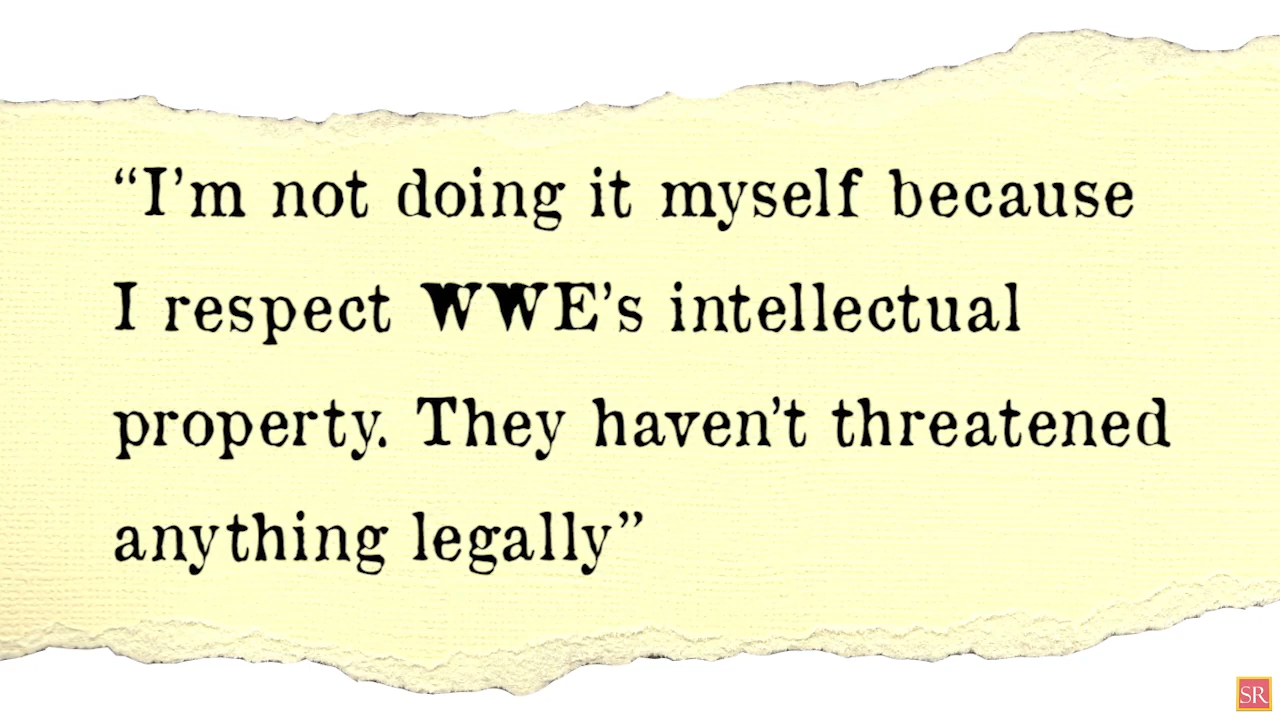 “I’m not doing it myself because
I respect WWE’s intellectual
property. They haven’t threatened
anything legally”
SR